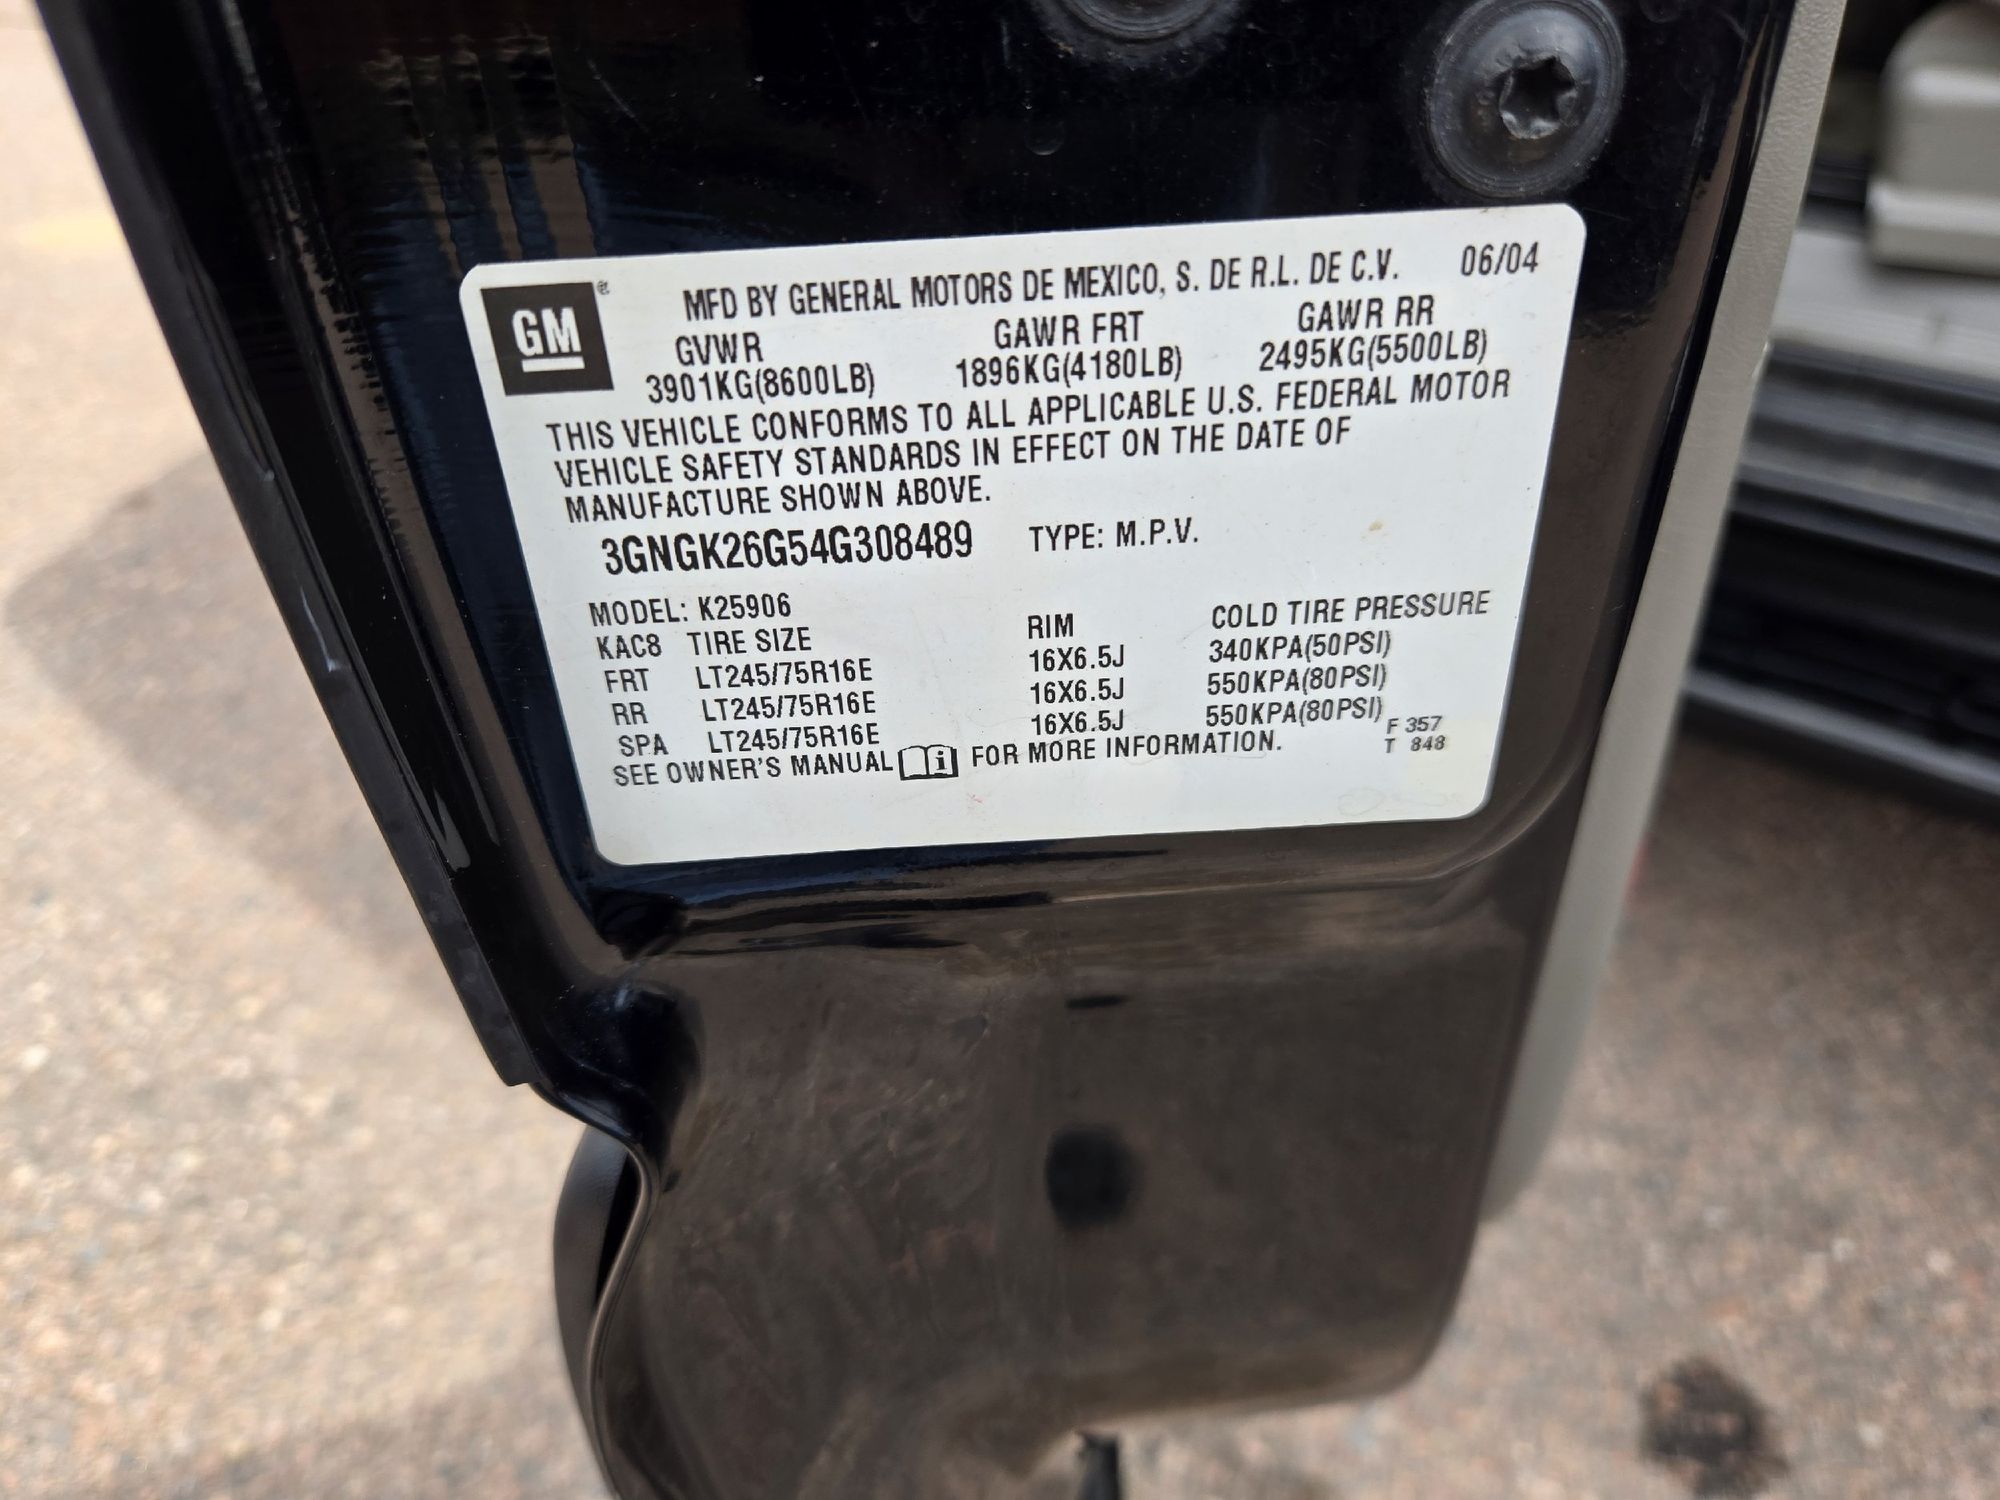 GM ®
MFD BY GENERAL MOTORS DE MEXICO, S. DE R.L. DE C.V. 06/04
GVWR GAWR FRT GAWR RR
3901KG(8600LB) 1896KG(4180LB) 2495KG(5500LB)
THIS VEHICLE CONFORMS TO ALL APPLICABLE U.S. FEDERAL MOTOR
VEHICLE SAFETY STANDARDS IN EFFECT ON THE DATE OF
MANUFACTURE SHOWN ABOVE.
3GNGK26G54G308489 TYPE: M.P.V.
MODEL: K25906
KAC8 TIRE SIZE RIM COLD TIRE PRESSURE
FRT LT245/75R16E 16X6.5J 340KPA(50PSI)
RR LT245/75R16E 16X6.5J 550KPA(80PSI)
SPA LT245/75R16E 16X6.5J 550KPA(80PSI)
SEE OWNER'S MANUAL FOR MORE INFORMATION.
F 357
T 848